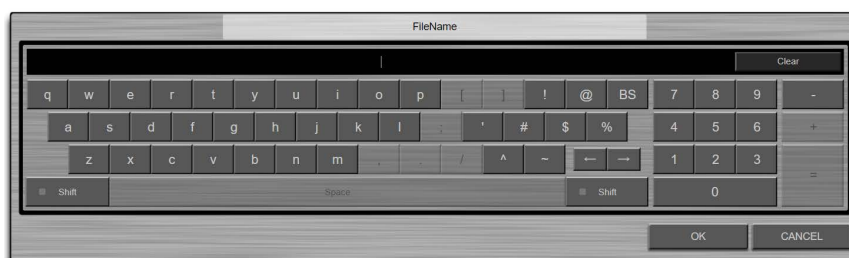 FileName
Clear
q w e r t y u i o p [ ] ! @ BS 7 8 9 -
a s d f g h j k l ; ' # $ % 4 5 6 +
z x c v b n m , . / ^ ~ ← → 1 2 3 =
Shift Space Shift 0
OK CANCEL